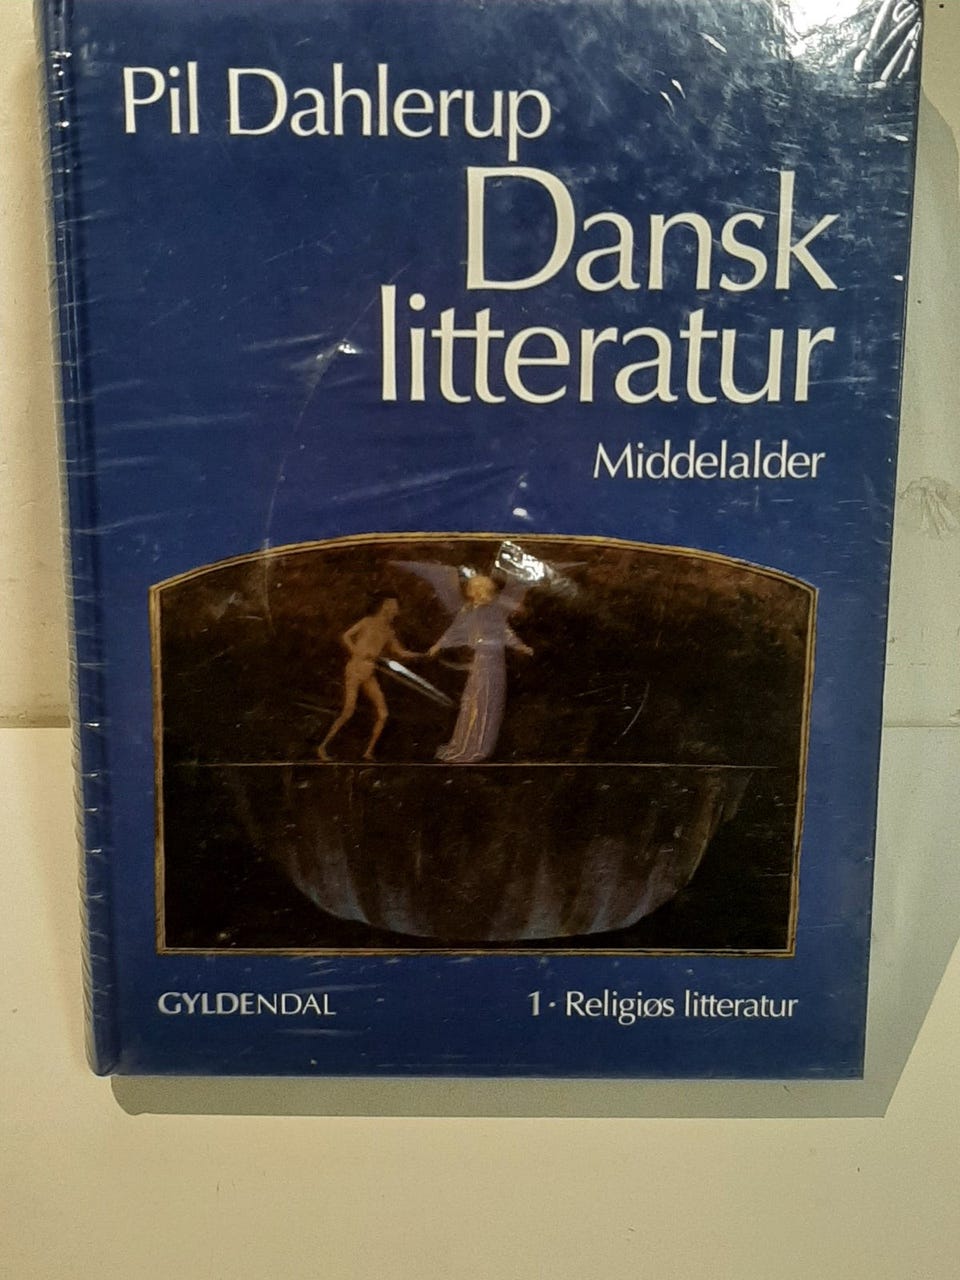 Pil Dahlerup
Dansk
litteratur
Middelalder
GYLDENDAL
1 · Religiøs litteratur